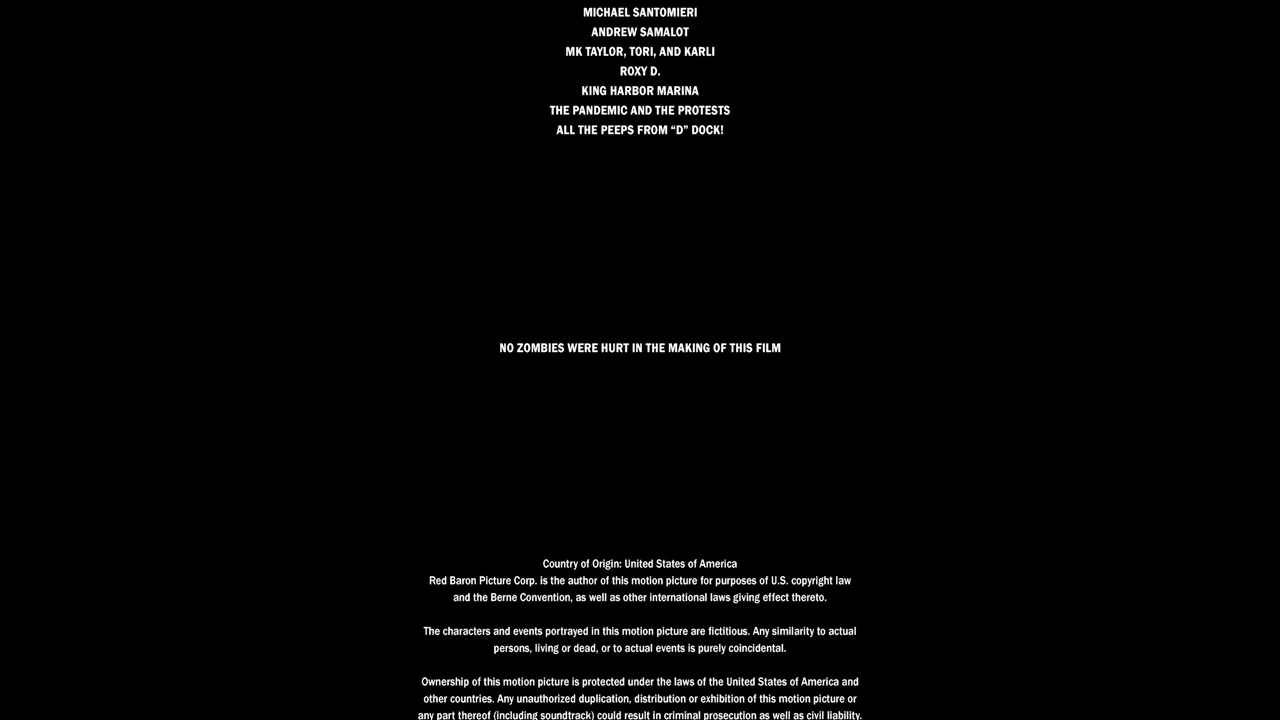 MICHAEL SANTOMIERI
ANDREW SAMALOT
MK TAYLOR, TORI, AND KARLI
ROXY D.
KING HARBOR MARINA
THE PANDEMIC AND THE PROTESTS
ALL THE PEEPS FROM “D” DOCK!
NO ZOMBIES WERE HURT IN THE MAKING OF THIS FILM
Country of Origin: United States of America
Red Baron Picture Corp. is the author of this motion picture for purposes of U.S. copyright law
and the Berne Convention, as well as other international laws giving effect thereto.
The characters and events portrayed in this motion picture are fictitious. Any similarity to actual
persons, living or dead, or to actual events is purely coincidental.
Ownership of this motion picture is protected under the laws of the United States of America and
other countries. Any unauthorized duplication, distribution or exhibition of this motion picture or
any part thereof (including soundtrack) could result in criminal prosecution as well as civil liability.